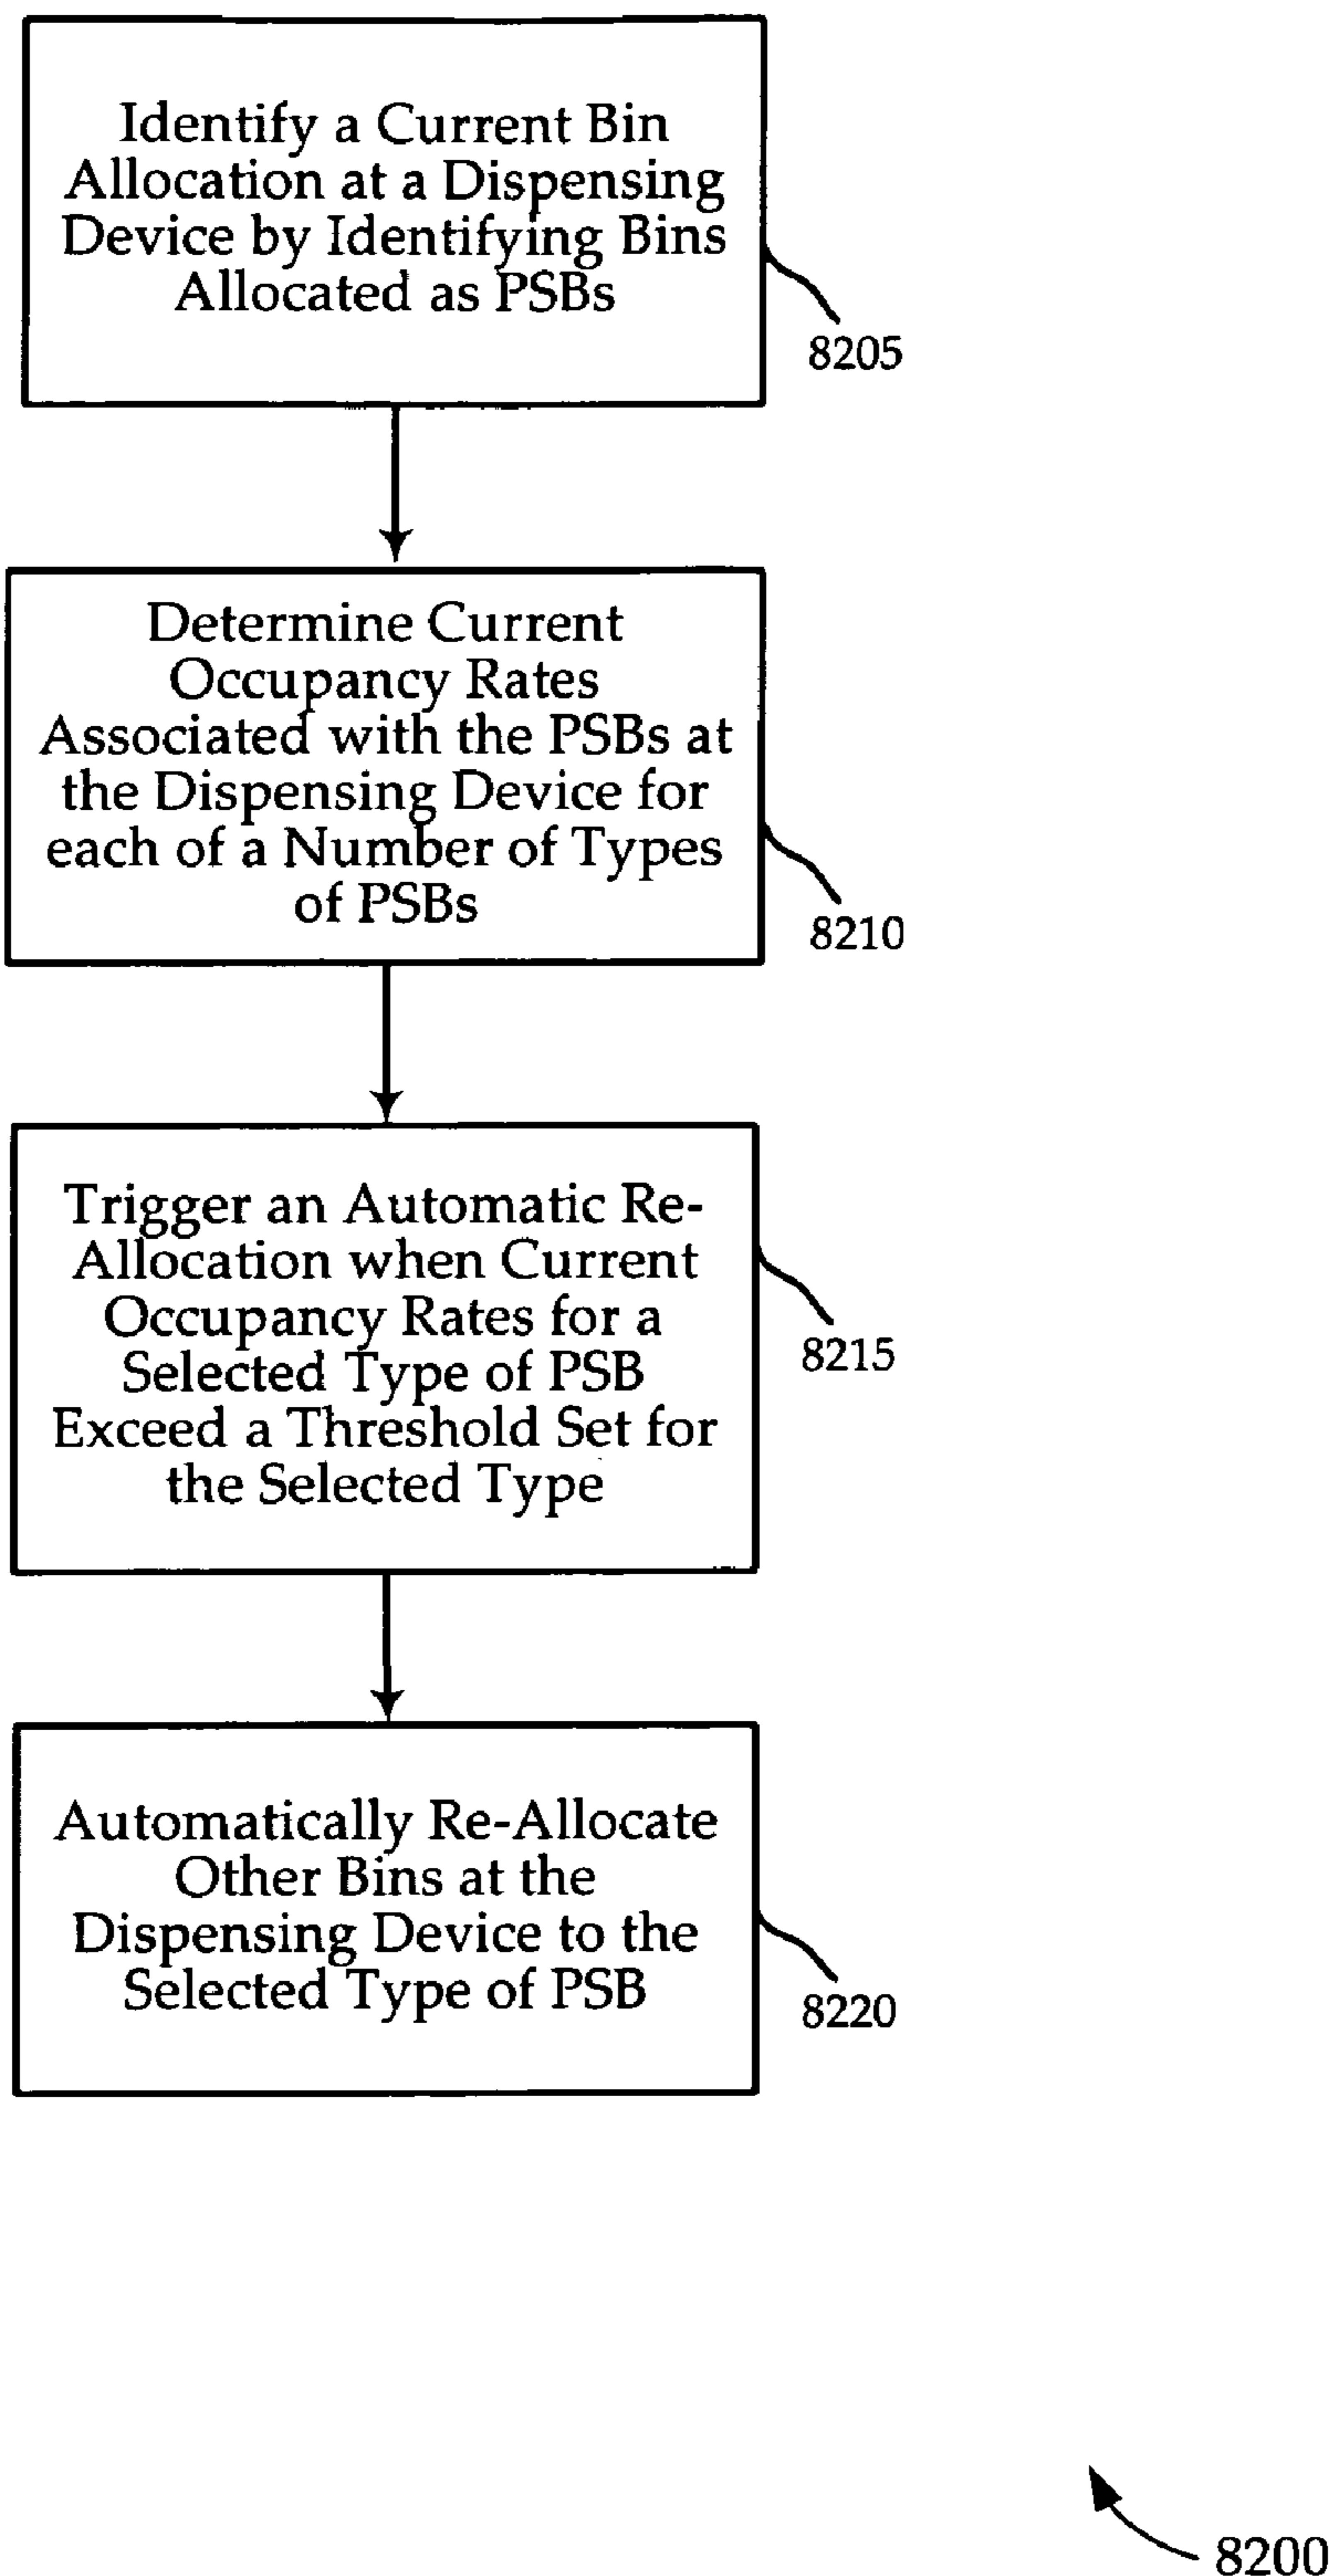 Identify a Current Bin
Allocation at a Dispensing
Device by Identifying Bins
Allocated as PSBs
8205
Determine Current
Occupancy Rates
Associated with the PSBs at
the Dispensing Device for
each of a Number of Types
of PSBs
8210
Trigger an Automatic Re-
Allocation when Current
Occupancy Rates for a
Selected Type of PSB
Exceed a Threshold Set for
the Selected Type
8215
Automatically Re-Allocate
Other Bins at the
Dispensing Device to the
Selected Type of PSB
8220
8200